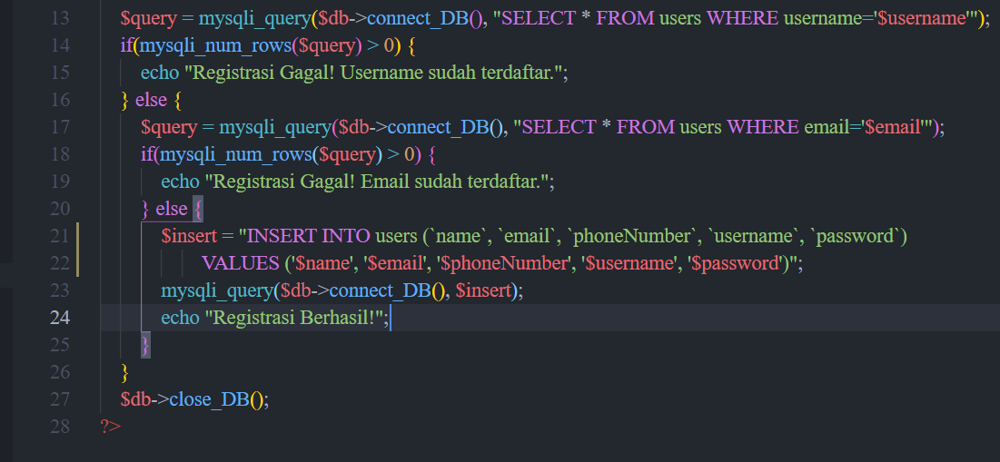 13 $query = mysqli_query($db->connect_DB(), "SELECT * FROM users WHERE username='$username'");
14 if(mysqli_num_rows($query) > 0) {
15 echo "Registrasi Gagal! Username sudah terdaftar.";
16 } else {
17 $query = mysqli_query($db->connect_DB(), "SELECT * FROM users WHERE email='$email'");
18 if(mysqli_num_rows($query) > 0) {
19 echo "Registrasi Gagal! Email sudah terdaftar.";
20 } else {
21 $insert = "INSERT INTO users (`name`, `email`, `phoneNumber`, `username`, `password`)
22 VALUES ('$name', '$email', '$phoneNumber', '$username', '$password')";
23 mysqli_query($db->connect_DB(), $insert);
24 echo "Registrasi Berhasil!";
25 }
26 }
27 $db->close_DB();
28 ?>